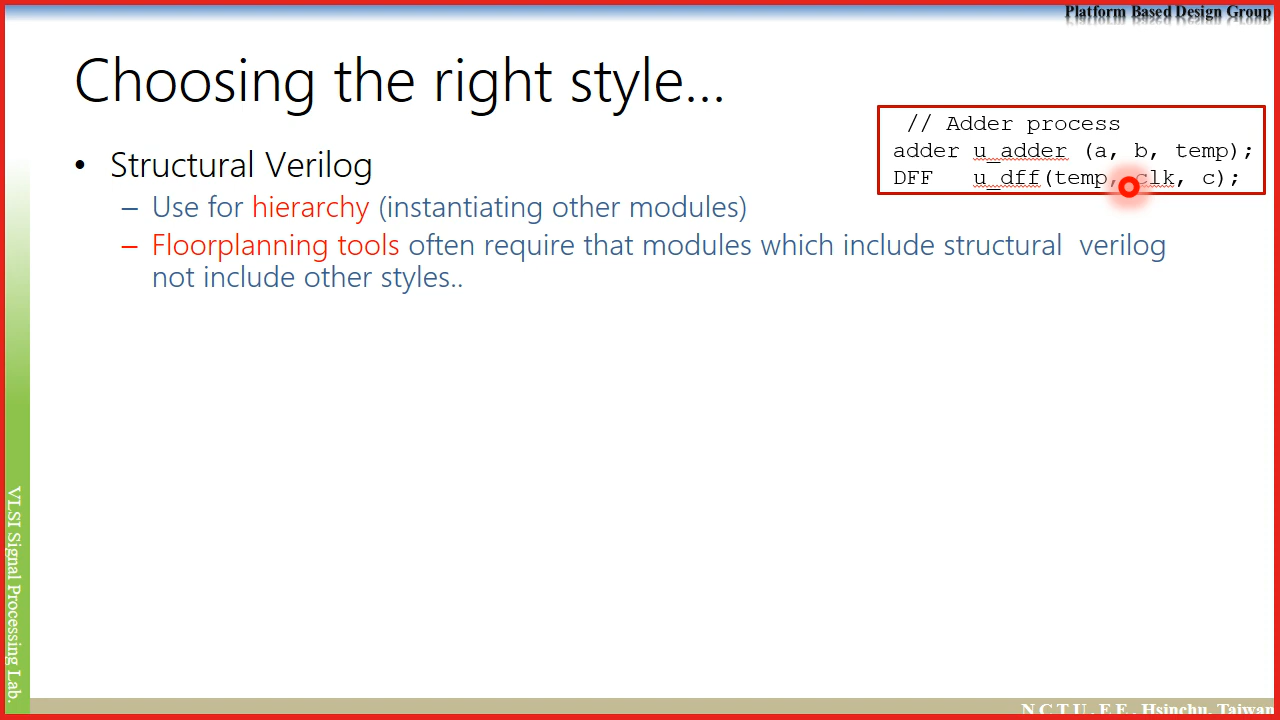 Platform Based Design Group
Choosing the right style...
// Adder process
adder u_adder (a, b, temp);
DFF u_dff(temp, clk, c);
• Structural Verilog
– Use for hierarchy (instantiating other modules)
– Floorplanning tools often require that modules which include structural verilog
not include other styles..
VLSI Signal Processing Lab.
N C T U . E E , Hsinchu, Taiwan